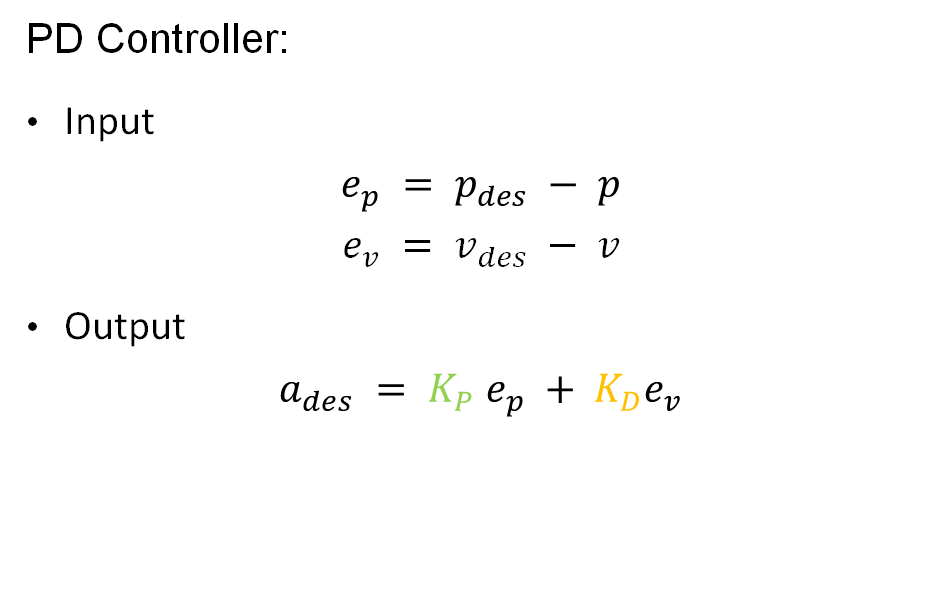 PD Controller:
• Input
e_p = p_des − p
e_v = v_des − v
• Output
a_des = K_P e_p + K_D e_v